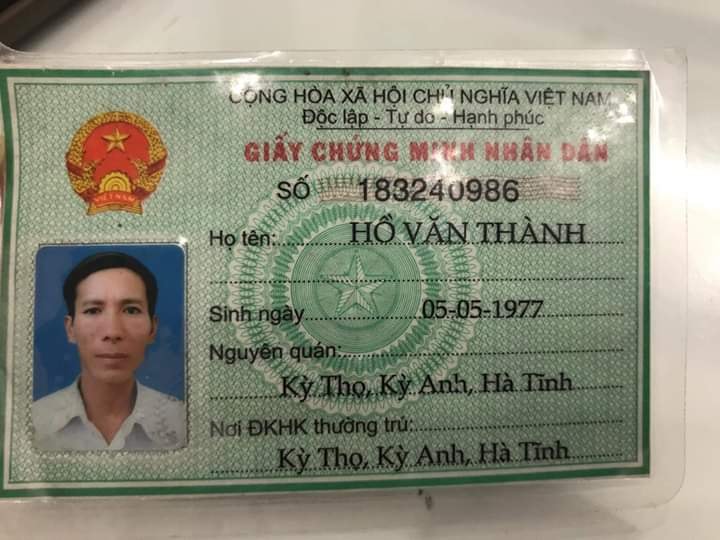 CỘNG HÒA XÃ HỘI CHỦ NGHĨA VIỆT NAM
Độc lập - Tự do - Hạnh phúc
GIẤY CHỨNG MINH NHÂN DÂN
SỐ 183240986
VIỆT NAM
Họ tên: HỒ VĂN THÀNH
Sinh ngày 05-05-1977
Nguyên quán:
Kỳ Thọ, Kỳ Anh, Hà Tĩnh
Nơi ĐKHK thường trú:
Kỳ Thọ, Kỳ Anh, Hà Tĩnh